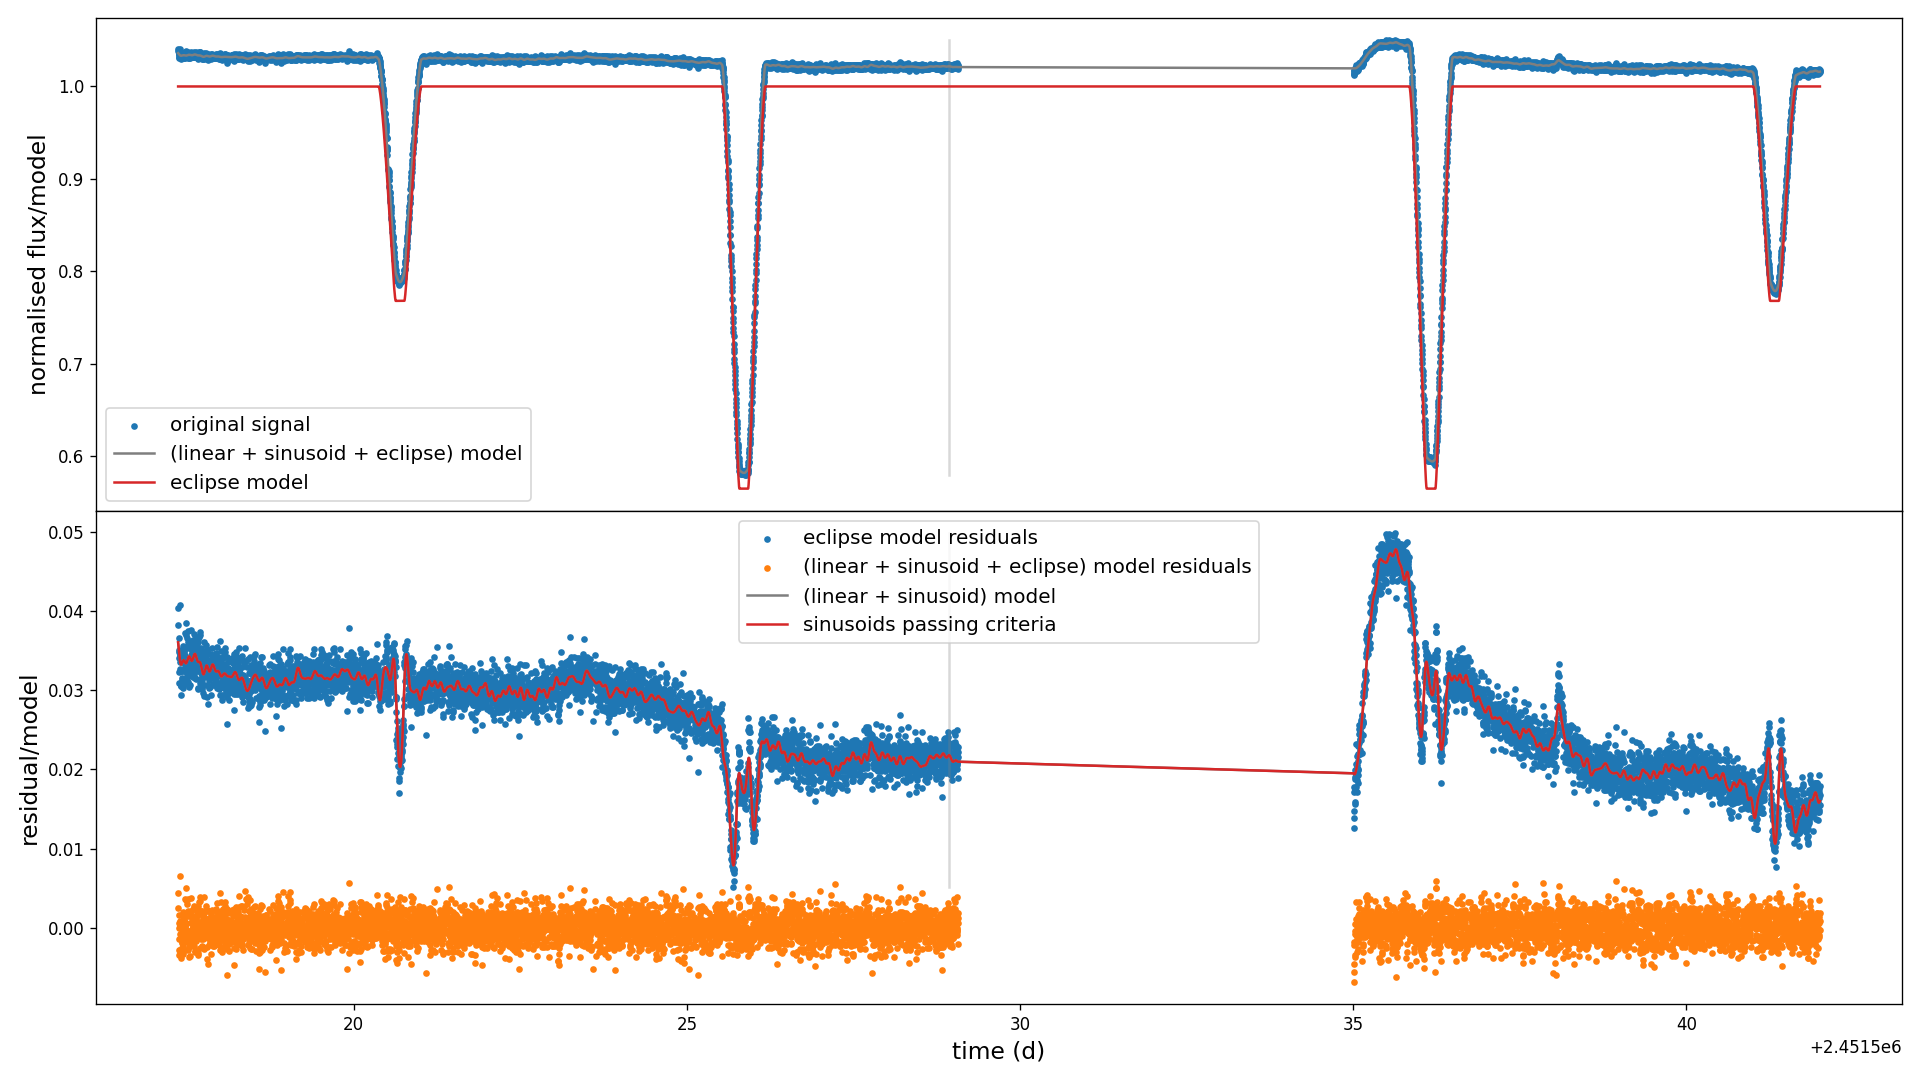 normalised flux/model
1.0
0.9
0.8
0.7
0.6
original signal
(linear + sinusoid + eclipse) model
eclipse model
residual/model
0.05
0.04
0.03
0.02
0.01
0.00
eclipse model residuals
(linear + sinusoid + eclipse) model residuals
(linear + sinusoid) model
sinusoids passing criteria
20 25 30 35 40
time (d)
+2.4515e6